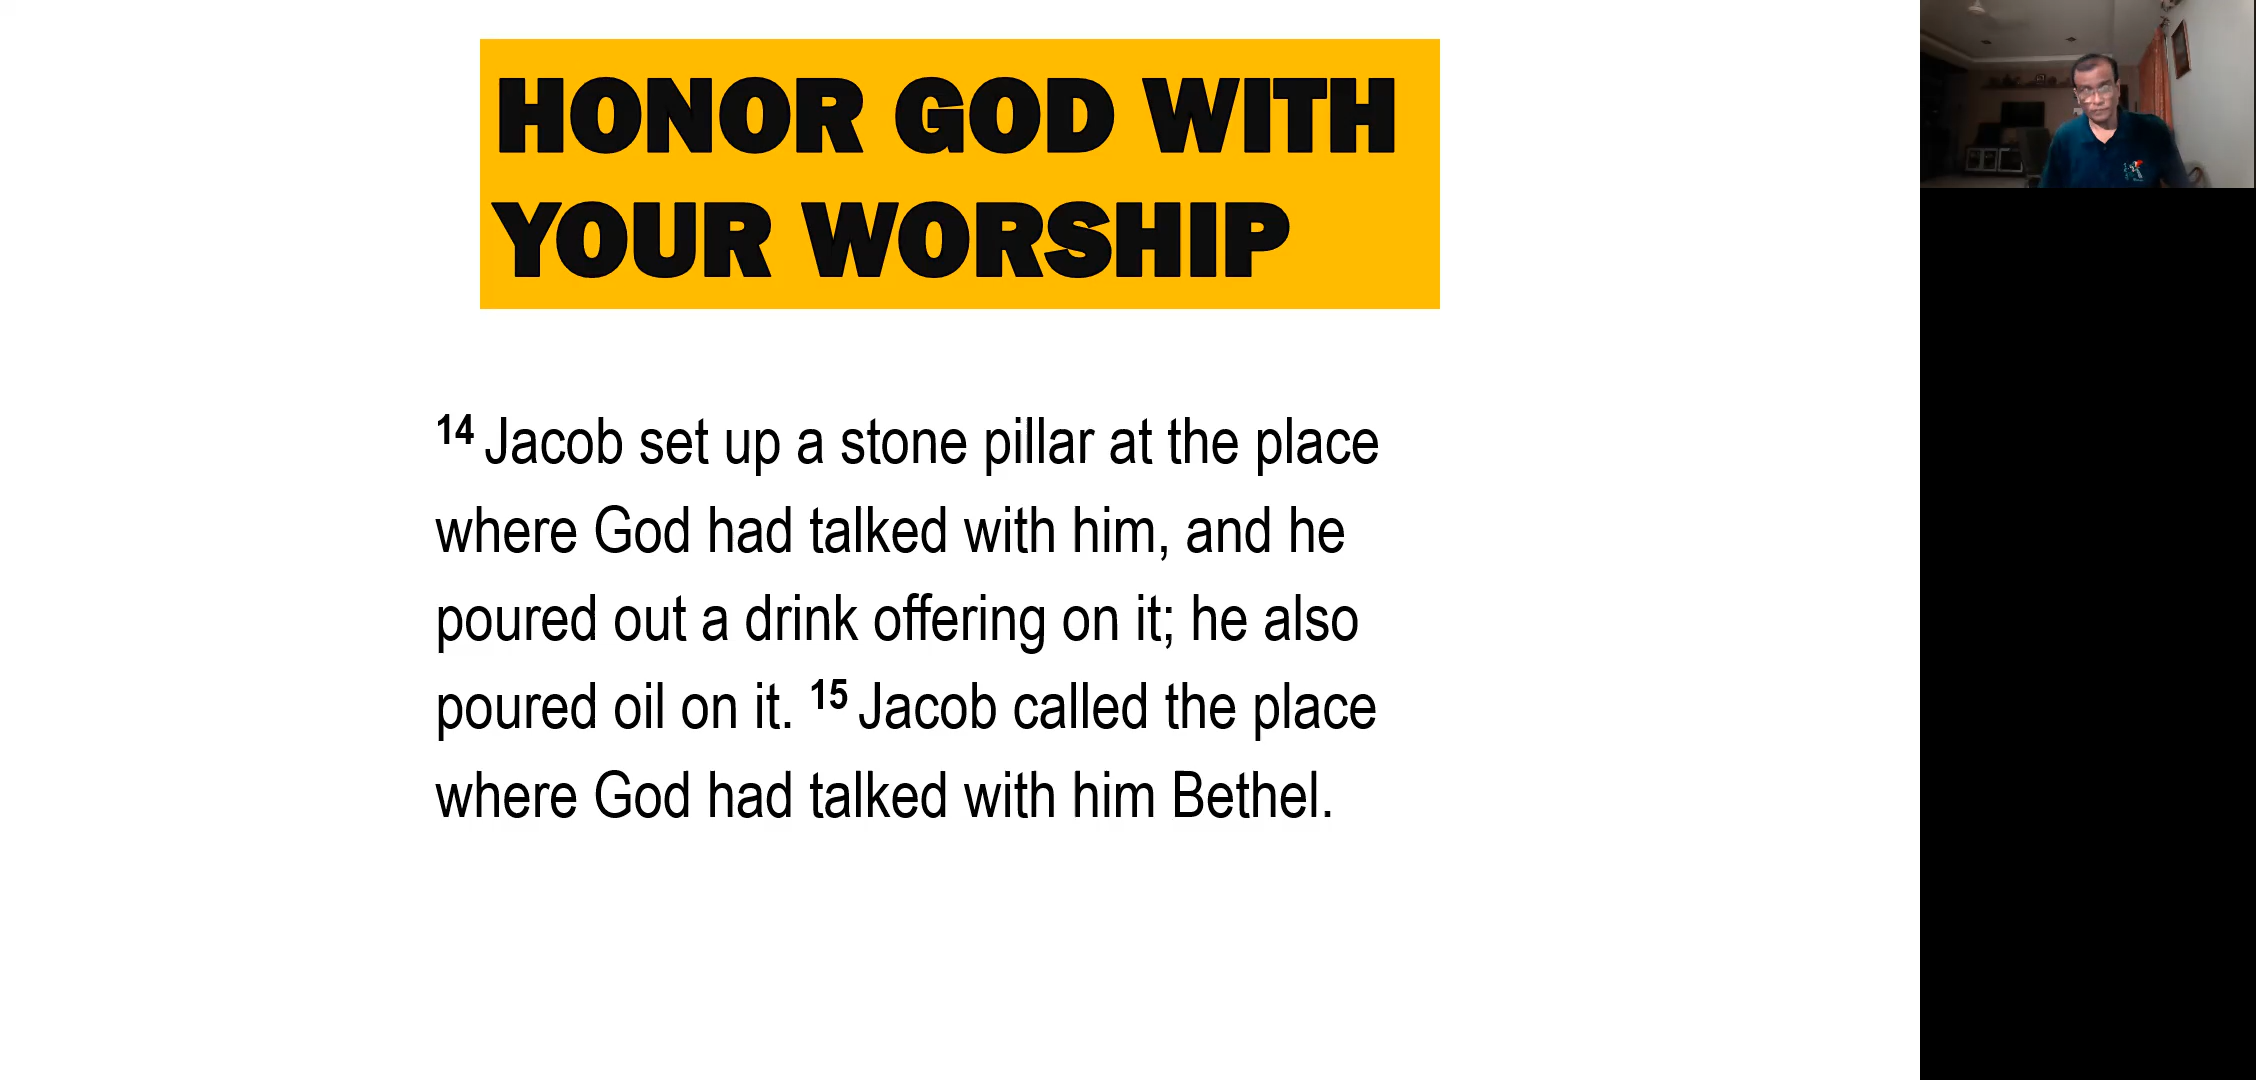 HONOR GOD WITH
YOUR WORSHIP
14 Jacob set up a stone pillar at the place
where God had talked with him, and he
poured out a drink offering on it; he also
poured oil on it. 15 Jacob called the place
where God had talked with him Bethel.